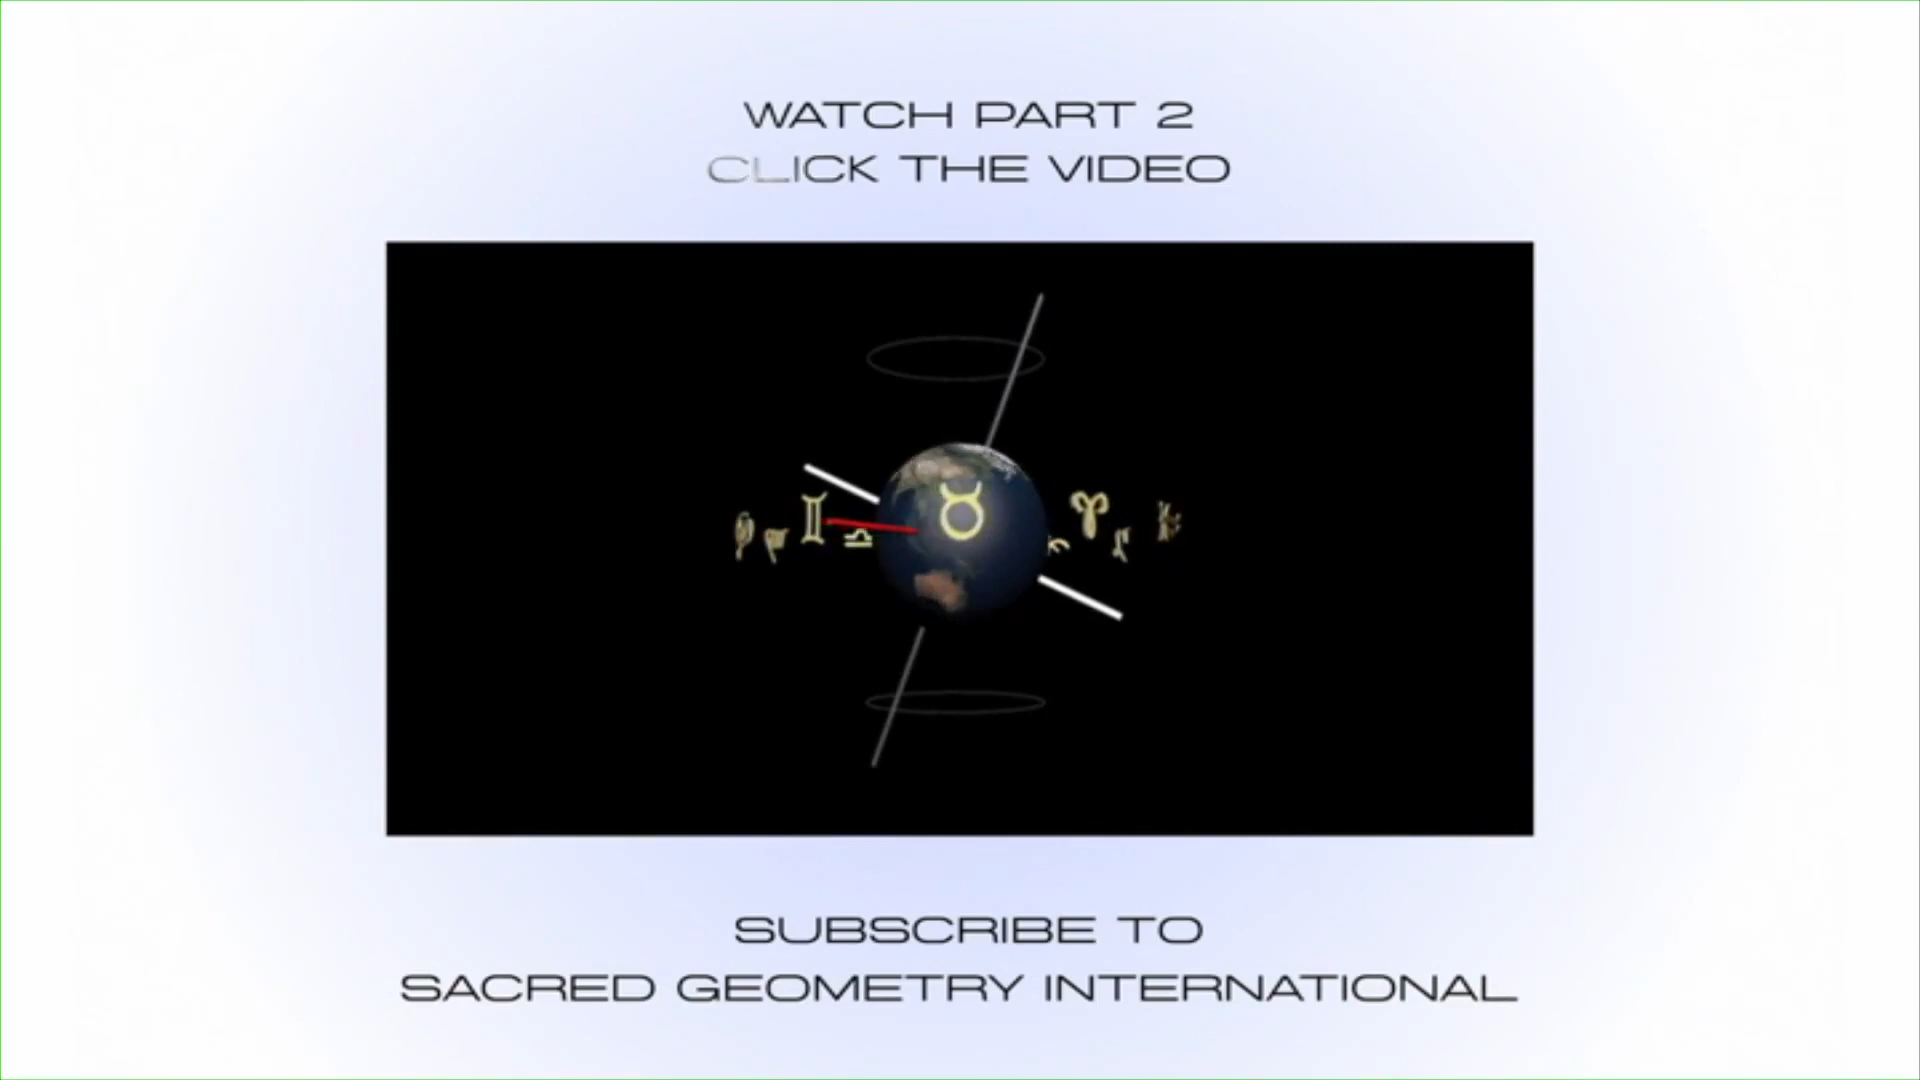 WATCH PART 2
CLICK THE VIDEO
♊ ♎ ♉ ♈
SUBSCRIBE TO
SACRED GEOMETRY INTERNATIONAL